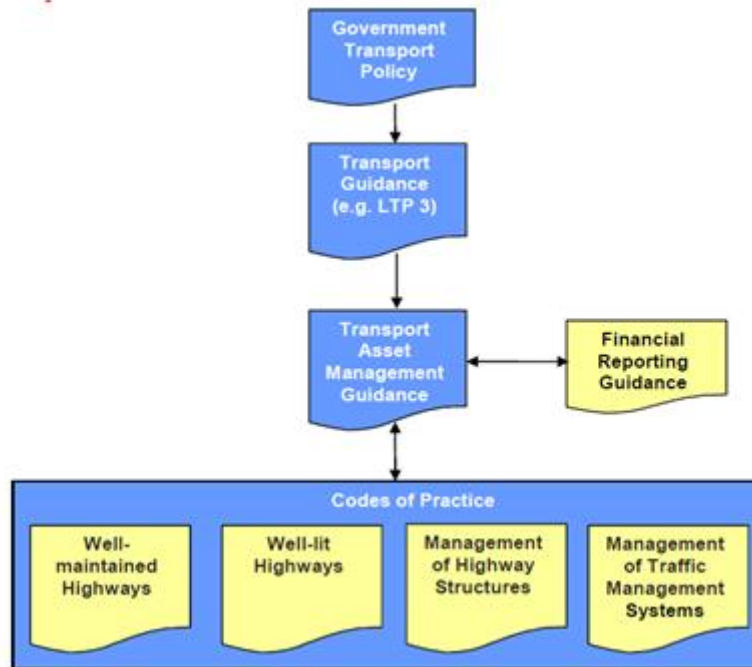 Government
Transport
Policy
Transport
Guidance
(e.g. LTP 3)
Transport
Asset
Management
Guidance
Financial
Reporting
Guidance
Codes of Practice
Well-
maintained
Highways
Well-lit
Highways
Management
of Highway
Structures
Management
of Traffic
Management
Systems